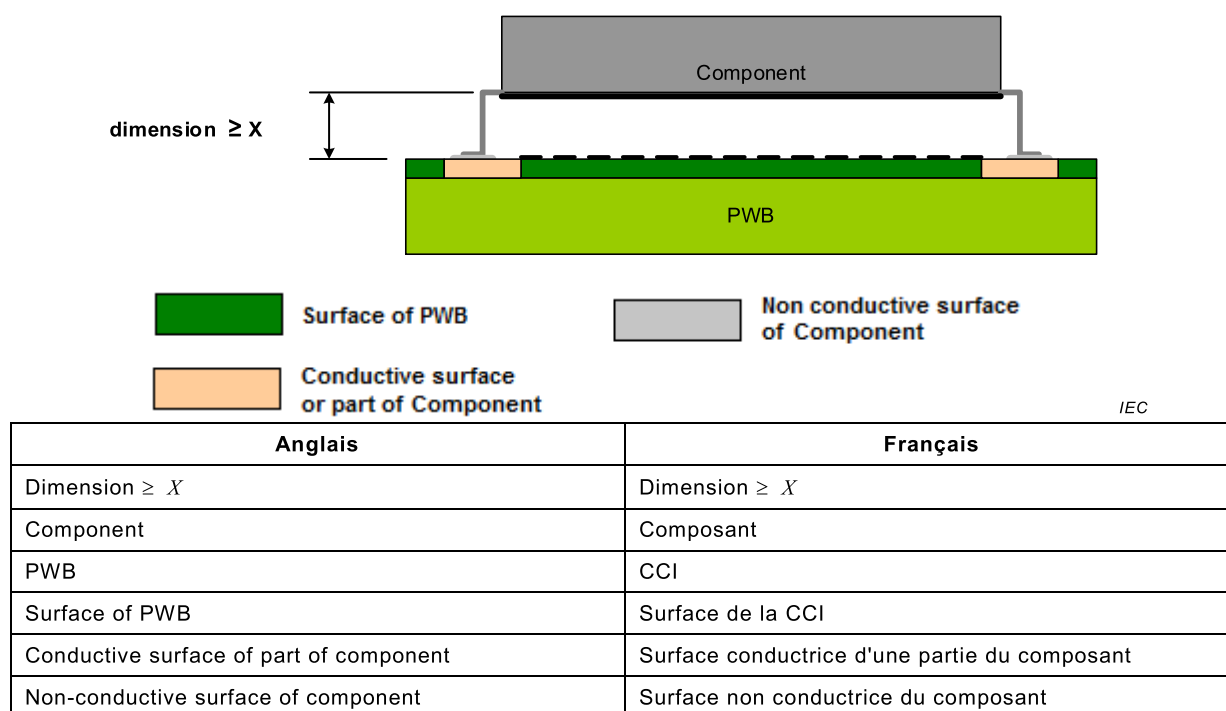 Component
dimension ≥ X
PWB
Surface of PWB
Non conductive surface
of Component
Conductive surface
or part of Component
IEC
Anglais Français
Dimension ≥ X Dimension ≥ X
Component Composant
PWB CCI
Surface of PWB Surface de la CCI
Conductive surface of part of component Surface conductrice d'une partie du composant
Non-conductive surface of component Surface non conductrice du composant